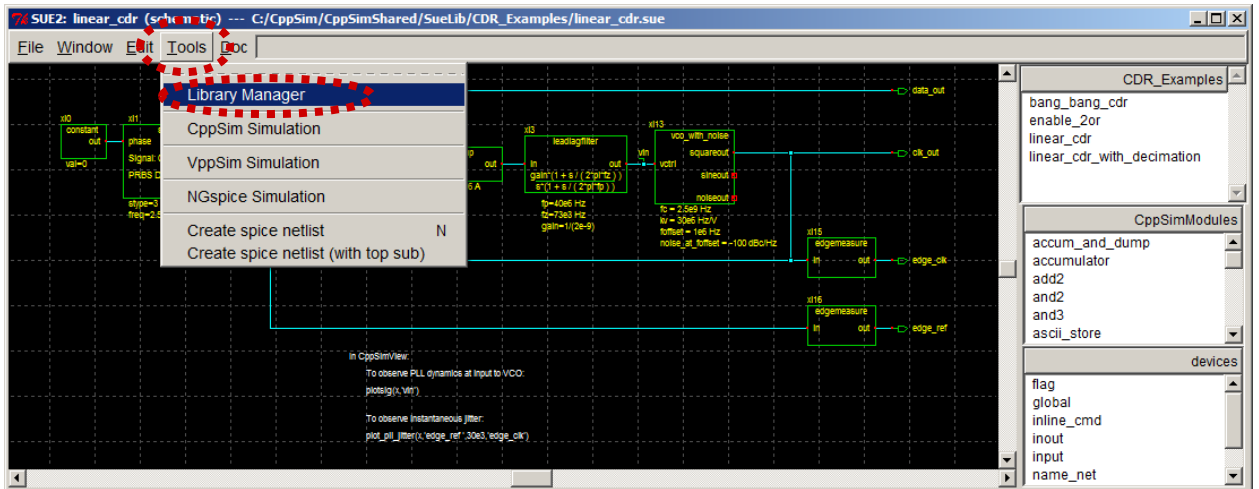 SUE2: linear_cdr (schematic) --- C:/CppSim/CppSimShared/SueLib/CDR_Examples/linear_cdr.sue
File Window Edit Tools Doc
Library Manager
CppSim Simulation
VppSim Simulation
NGspice Simulation
Create spice netlist N
Create spice netlist (with top sub)
xi0
constant
out
val=0
xi1
phase
Signal:
PRBS
stype=3
freq=2.5
out
xi3
leadlagfilter
in out
gain*(1 + s / ( 2*pi*fz ) )
s*(1 + s / ( 2*pi*fp ) )
fp=40e6 Hz
fz=73e3 Hz
gain=1/(2e-9)
vin
xi13
vco_with_noise
squareout
vctrl
sineout
noiseout
fc = 2.5e9 Hz
kv = 30e6 Hz/V
foffset = 1e6 Hz
noise_at_foffset = -100 dBc/Hz
data_out
clk_out
xi15
edgemeasure
in out
edge_clk
xi16
edgemeasure
in out
edge_ref
In CppSimView:
To observe PLL dynamics at input to VCO:
plotsig(x,'vin')
To observe instantaneous jitter:
plot_pll_jitter(x,'edge_ref',30e3,'edge_clk')
CDR_Examples
bang_bang_cdr
enable_2or
linear_cdr
linear_cdr_with_decimation
CppSimModules
accum_and_dump
accumulator
add2
and2
and3
ascii_store
devices
flag
global
inline_cmd
inout
input
name_net